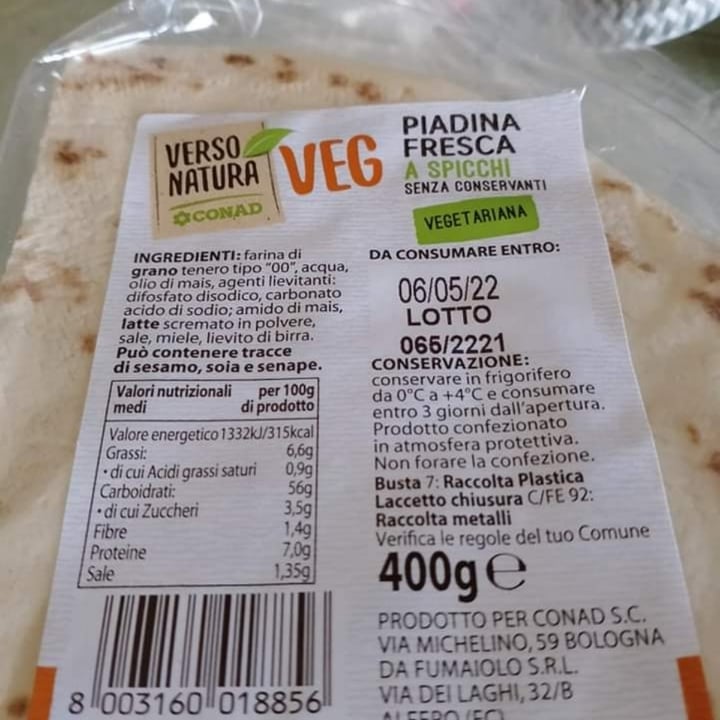 VERSO
NATURA
CONAD
VEG
PIADINA
FRESCA
A SPICCHI
SENZA CONSERVANTI
VEGETARIANA
INGREDIENTI: farina di
grano tenero tipo "00", acqua,
olio di mais, agenti lievitanti:
difosfato disodico, carbonato
acido di sodio; amido di mais,
latte scremato in polvere,
sale, miele, lievito di birra.
Può contenere tracce
di sesamo, soia e senape.
Valori nutrizionali per 100g
medi di prodotto
Valore energetico 1332kJ/315kcal
Grassi: 6,6g
• di cui Acidi grassi saturi 0,9g
Carboidrati: 56g
• di cui Zuccheri 3,5g
Fibre 1,4g
Proteine 7,0g
Sale 1,35g
8 003160 018856
DA CONSUMARE ENTRO:
06/05/22
LOTTO
065/2221
CONSERVAZIONE:
conservare in frigorifero
da 0°C a +4°C e consumare
entro 3 giorni dall'apertura.
Prodotto confezionato
in atmosfera protettiva.
Non forare la confezione.
Busta 7: Raccolta Plastica
Laccetto chiusura C/FE 92:
Raccolta metalli
Verifica le regole del tuo Comune
400g e
PRODOTTO PER CONAD S.C.
VIA MICHELINO, 59 BOLOGNA
DA FUMAIOLO S.R.L.
VIA DEI LAGHI, 32/B
ALFERO (FC)